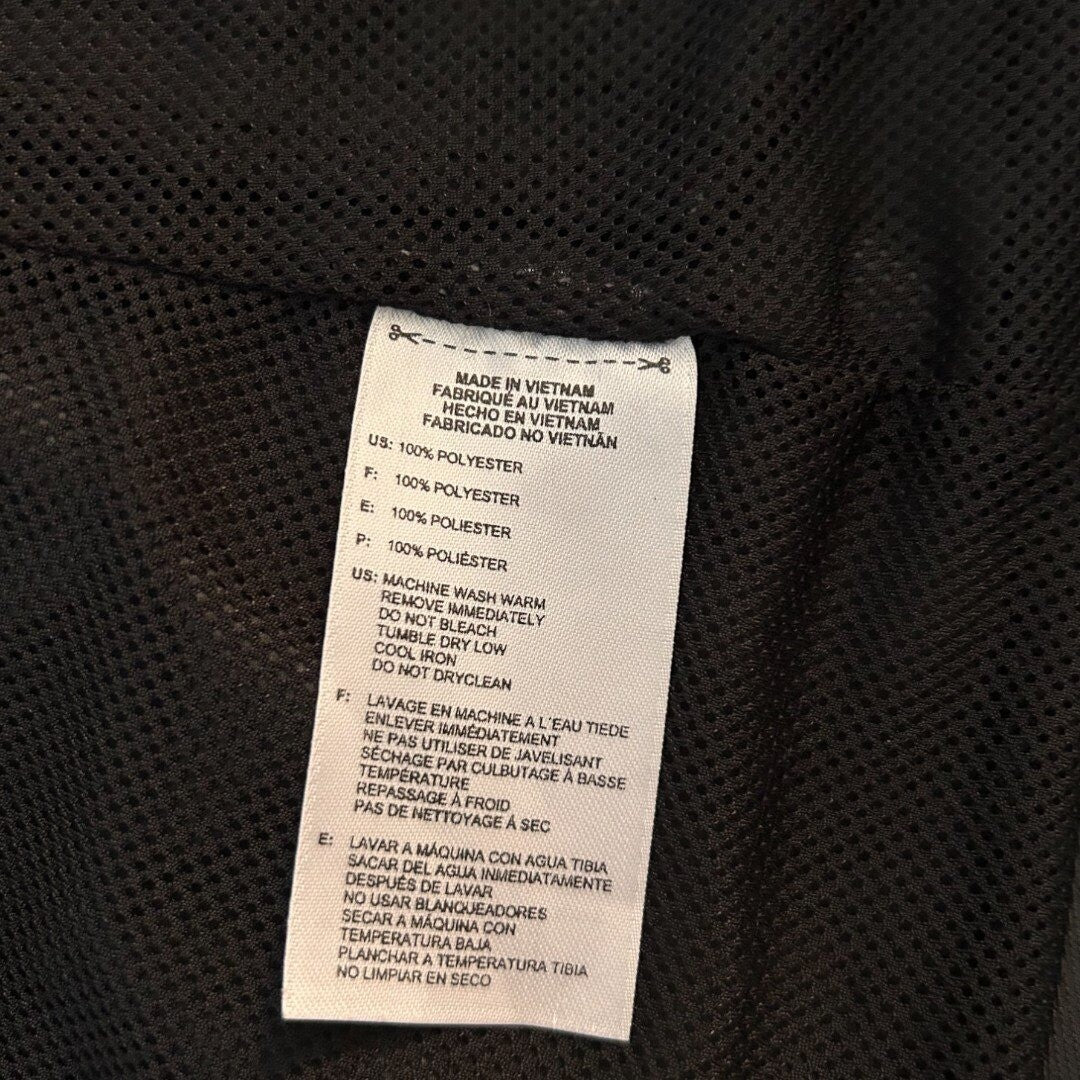 MADE IN VIETNAM
FABRIQUÉ AU VIETNAM
HECHO EN VIETNAM
FABRICADO NO VIETNÃN
US: 100% POLYESTER
F: 100% POLYESTER
E: 100% POLIESTER
P: 100% POLIÉSTER
US: MACHINE WASH WARM
REMOVE IMMEDIATELY
DO NOT BLEACH
TUMBLE DRY LOW
COOL IRON
DO NOT DRYCLEAN
F: LAVAGE EN MACHINE A L'EAU TIEDE
ENLEVER IMMÉDIATEMENT
NE PAS UTILISER DE JAVELISANT
SÉCHAGE PAR CULBUTAGE À BASSE
TEMPÉRATURE
REPASSAGE À FROID
PAS DE NETTOYAGE À SEC
E: LAVAR A MÁQUINA CON AGUA TIBIA
SACAR DEL AGUA INMEDIATAMENTE
DESPUÉS DE LAVAR
NO USAR BLANQUEADORES
SECAR A MÁQUINA CON
TEMPERATURA BAJA
PLANCHAR A TEMPERATURA TIBIA
NO LIMPIAR EN SECO